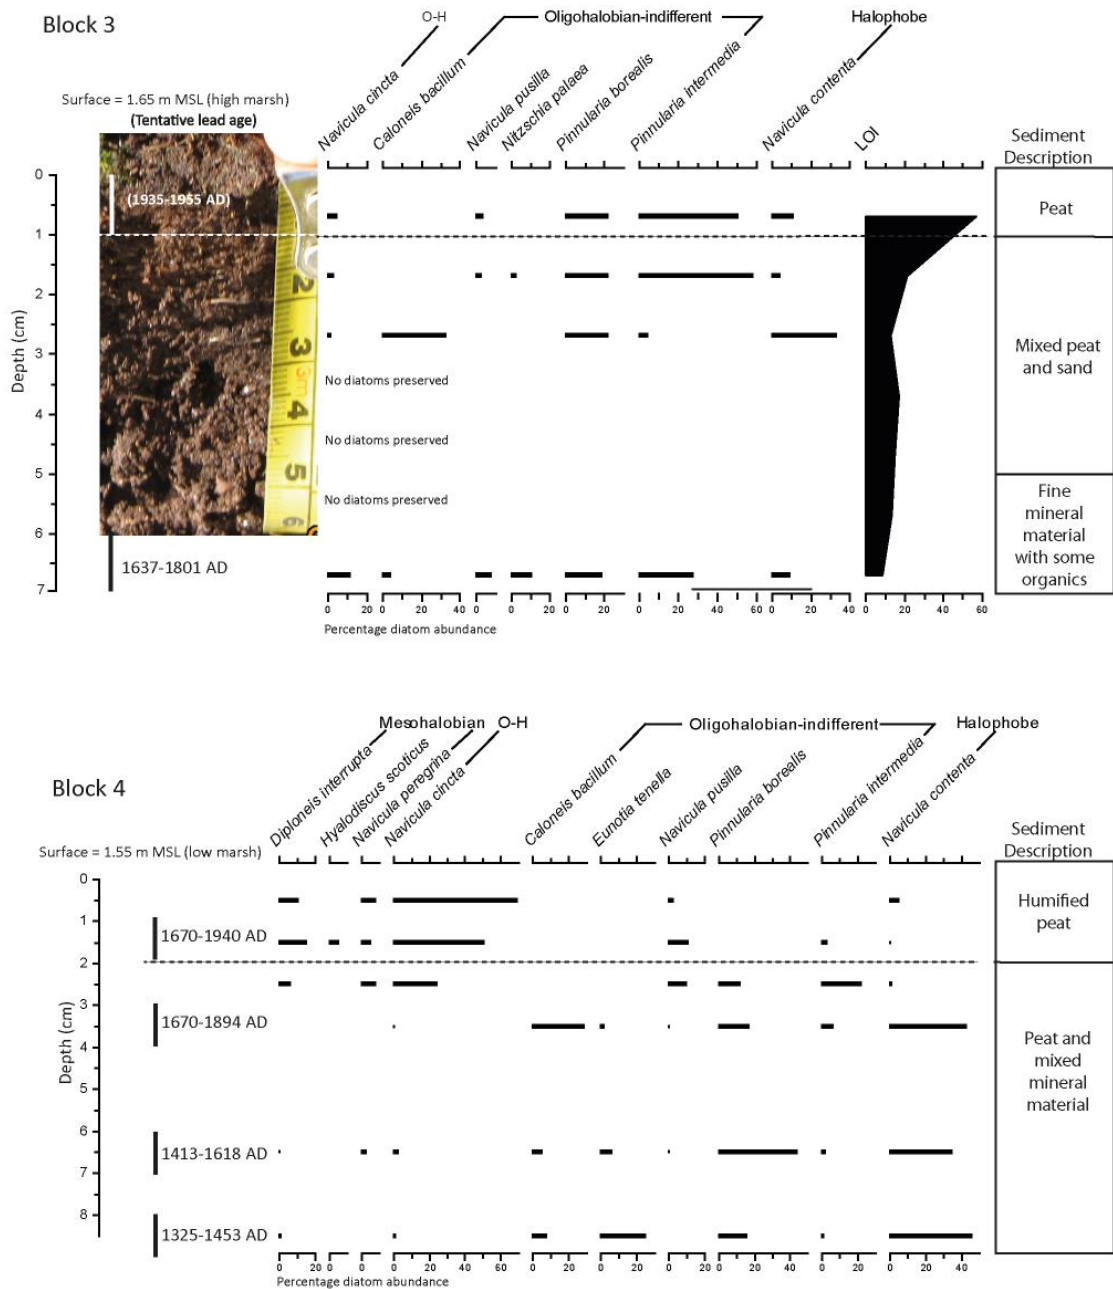 Block 3
O-H
Oligohalobian-indifferent
Halophobe
Navicula cincta
Caloneis bacillum
Navicula pusilla
Nitzschia palaea
Pinnularia borealis
Pinnularia intermedia
Navicula contenta
LOI
Surface = 1.65 m MSL (high marsh)
(Tentative lead age)
Sediment
Description
0 20
0 20 40
0
0
0 20
0 20 40 60
0 20 40
0 20 40 60
Depth (cm)
0
1
2
3
4
5
6
7
(1935-1955 AD)
2
3
3m
4
5
6
1637-1801 AD
No diatoms preserved
No diatoms preserved
No diatoms preserved
Peat
Mixed peat
and sand
Fine
mineral
material
with some
organics
Percentage diatom abundance
Block 4
Mesohalobian
O-H
Oligohalobian-indifferent
Halophobe
Diploneis interrupta
Hyalodiscus scoticus
Navicula peregrina
Navicula cincta
Caloneis bacillum
Eunotia tenella
Navicula pusilla
Pinnularia borealis
Pinnularia intermedia
Navicula contenta
Surface = 1.55 m MSL (low marsh)
Sediment
Description
Depth (cm)
0
1
2
3
4
5
6
7
8
1670-1940 AD
1670-1894 AD
1413-1618 AD
1325-1453 AD
Humified
peat
Peat and
mixed
mineral
material
0 20
0
0
0 20 40 60
0 20
0 20
0
0 20 40
0 20
0 20 40
Percentage diatom abundance